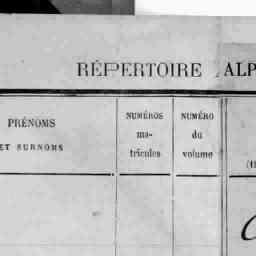 RÉPERTOIRE ALP
PRÉNOMS
ET SURNOMS
NUMÉROS
ma-
tricules
NUMÉRO
du
volume